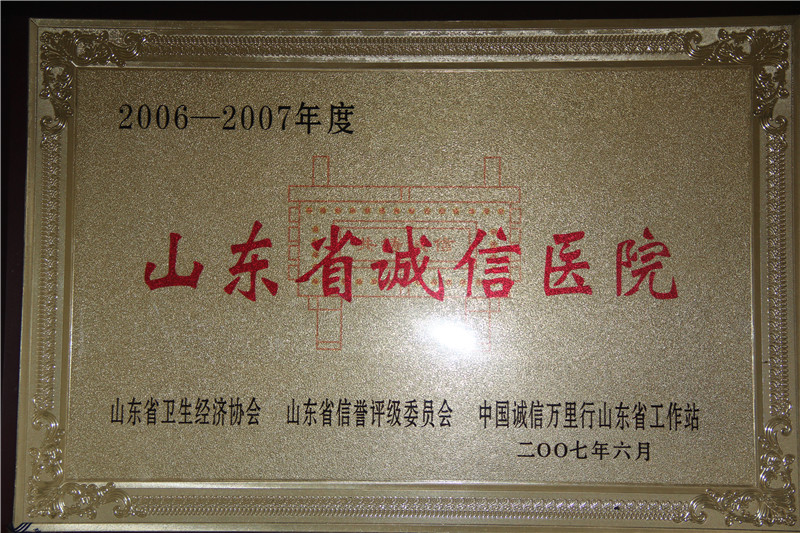 2006—2007年度
山东省诚信医院
山东省卫生经济协会 山东省信誉评级委员会 中国诚信万里行山东省工作站
二OO七年六月